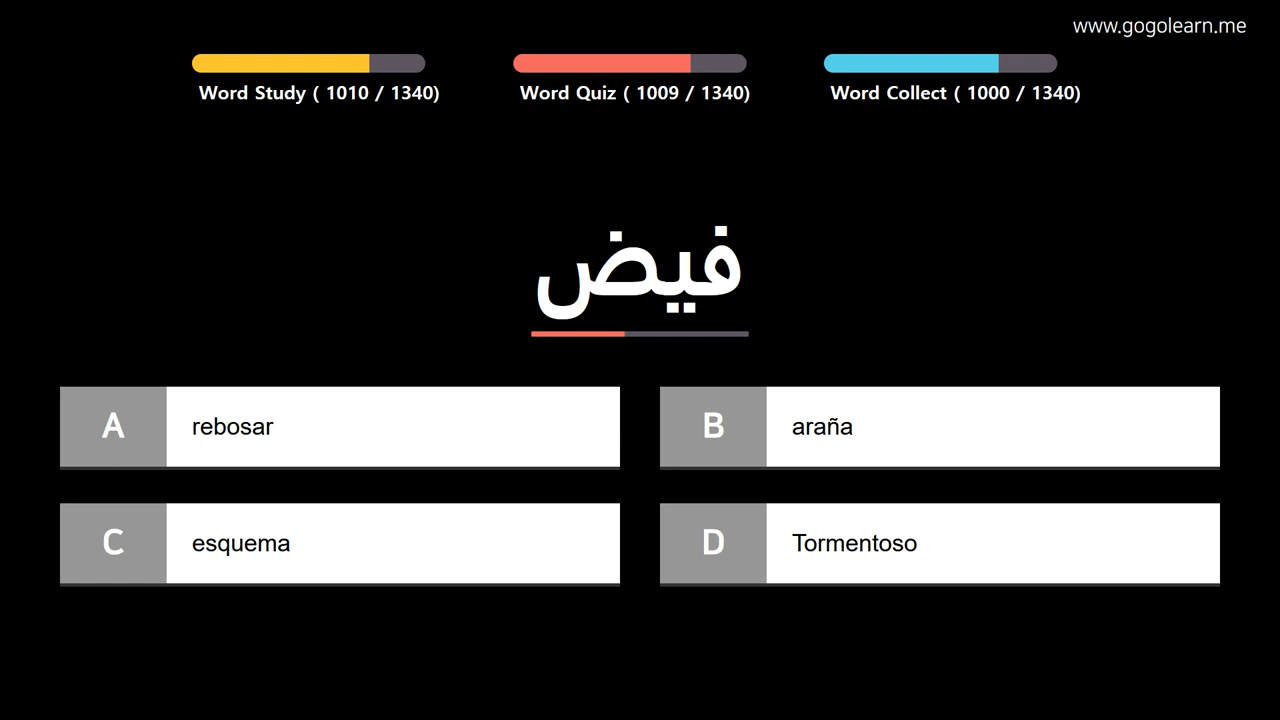 www.gogolearn.me
Word Study ( 1010 / 1340)
Word Quiz ( 1009 / 1340)
Word Collect ( 1000 / 1340)
فيض
A rebosar
B araña
C esquema
D Tormentoso